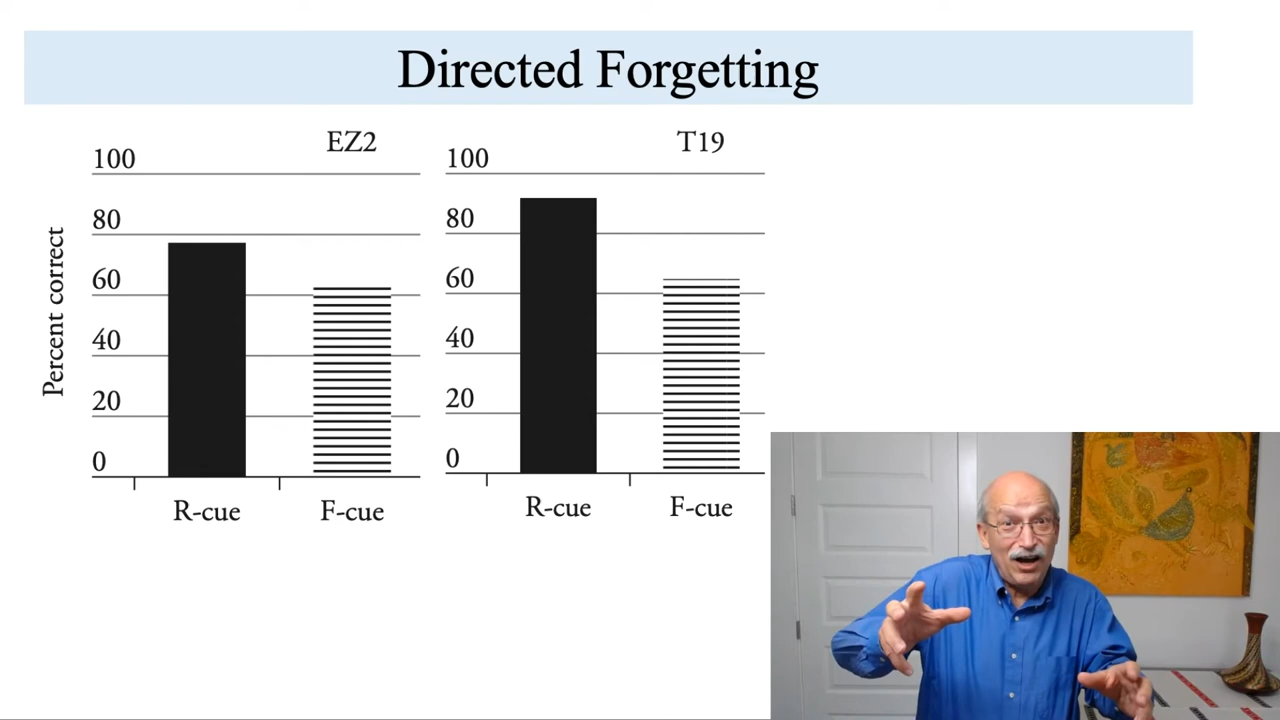 Directed Forgetting
EZ2
100
80
60
40
20
0
Percent correct
R-cue
F-cue
T19
100
80
60
40
20
0
R-cue
F-cue